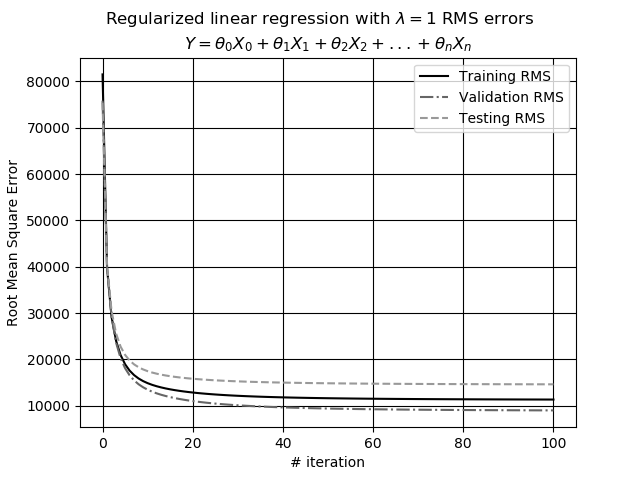 Regularized linear regression with λ = 1 RMS errors
Y = θ₀X₀ + θ₁X₁ + θ₂X₂ + . . . + θₙXₙ
Training RMS
Validation RMS
Testing RMS
Root Mean Square Error
80000
70000
60000
50000
40000
30000
20000
10000
0 20 40 60 80 100
# iteration